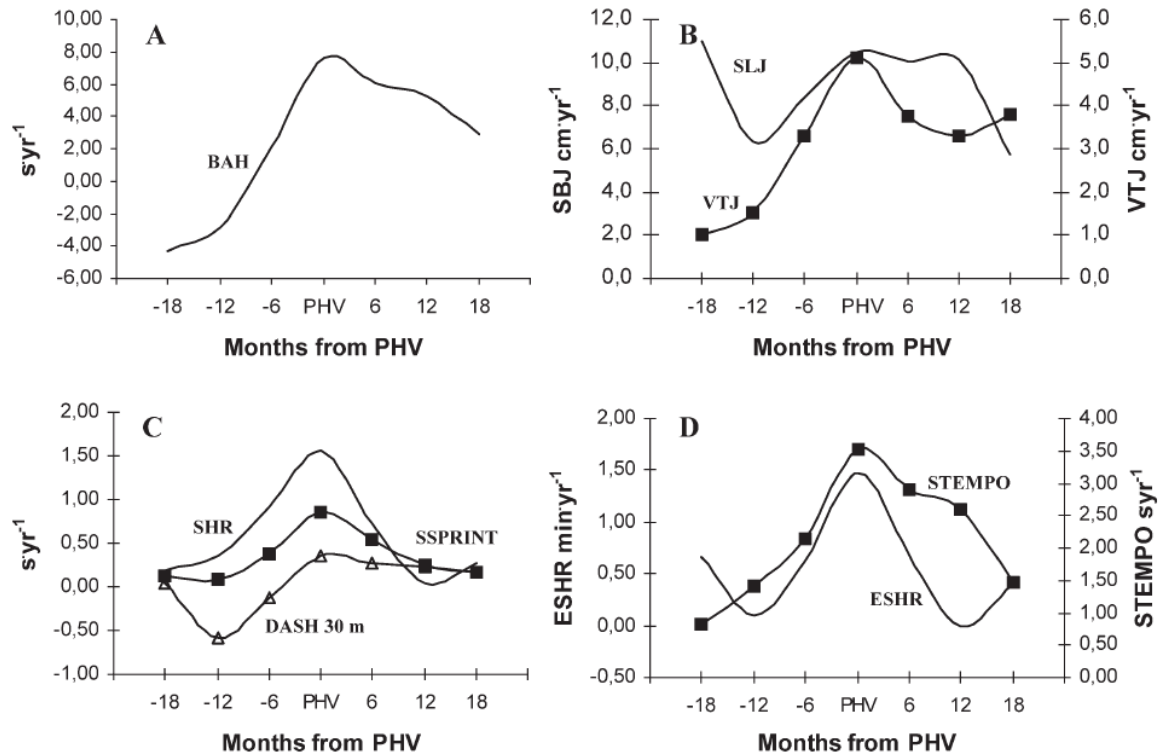 A
10,00
8,00
6,00
4,00
2,00
0,00
-2,00
-4,00
-6,00
s·yr-1
BAH
-18 -12 -6 PHV 6 12 18
Months from PHV
B
12,0
10,0
8,0
6,0
4,0
2,0
0,0
SBJ cm·yr-1
SLJ
VTJ
6,0
5,0
4,0
3,0
2,0
1,0
0,0
VTJ cm·yr-1
-18 -12 -6 PHV 6 12 18
Months from PHV
C
2,00
1,50
1,00
0,50
0,00
-0,50
-1,00
s·yr-1
SHR
SSPRINT
DASH 30 m
-18 -12 -6 PHV 6 12 18
Months from PHV
D
2,00
1,50
1,00
0,50
0,00
-0,50
ESHR min·yr-1
STEMPO
ESHR
4,00
3,50
3,00
2,50
2,00
1,50
1,00
0,50
0,00
STEMPO syr-1
-18 -12 -6 PHV 6 12 18
Months from PHV